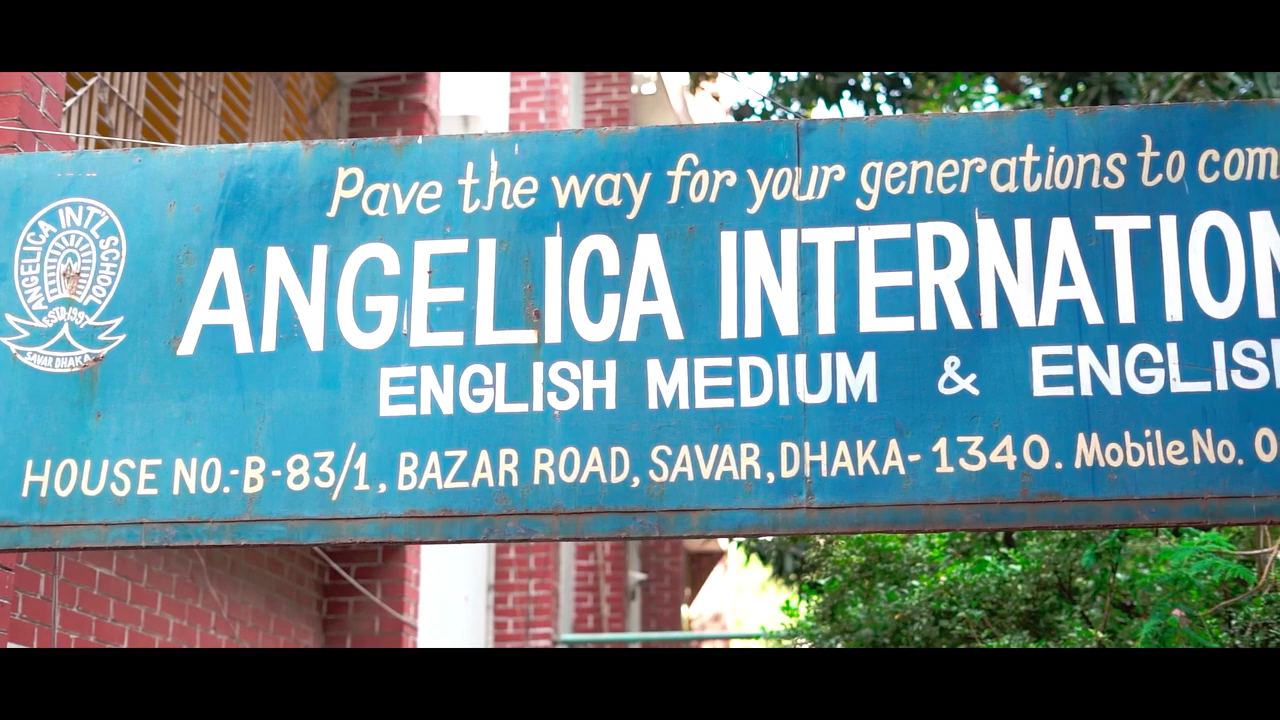 Pave the way for your generations to com
ANGELICA INT'L SCHOOL
ESTD-1997
SAVAR DHAKA
ANGELICA INTERNATION
ENGLISH MEDIUM & ENGLISH
HOUSE NO.-B-83/1, BAZAR ROAD, SAVAR, DHAKA-1340. Mobile No. 0